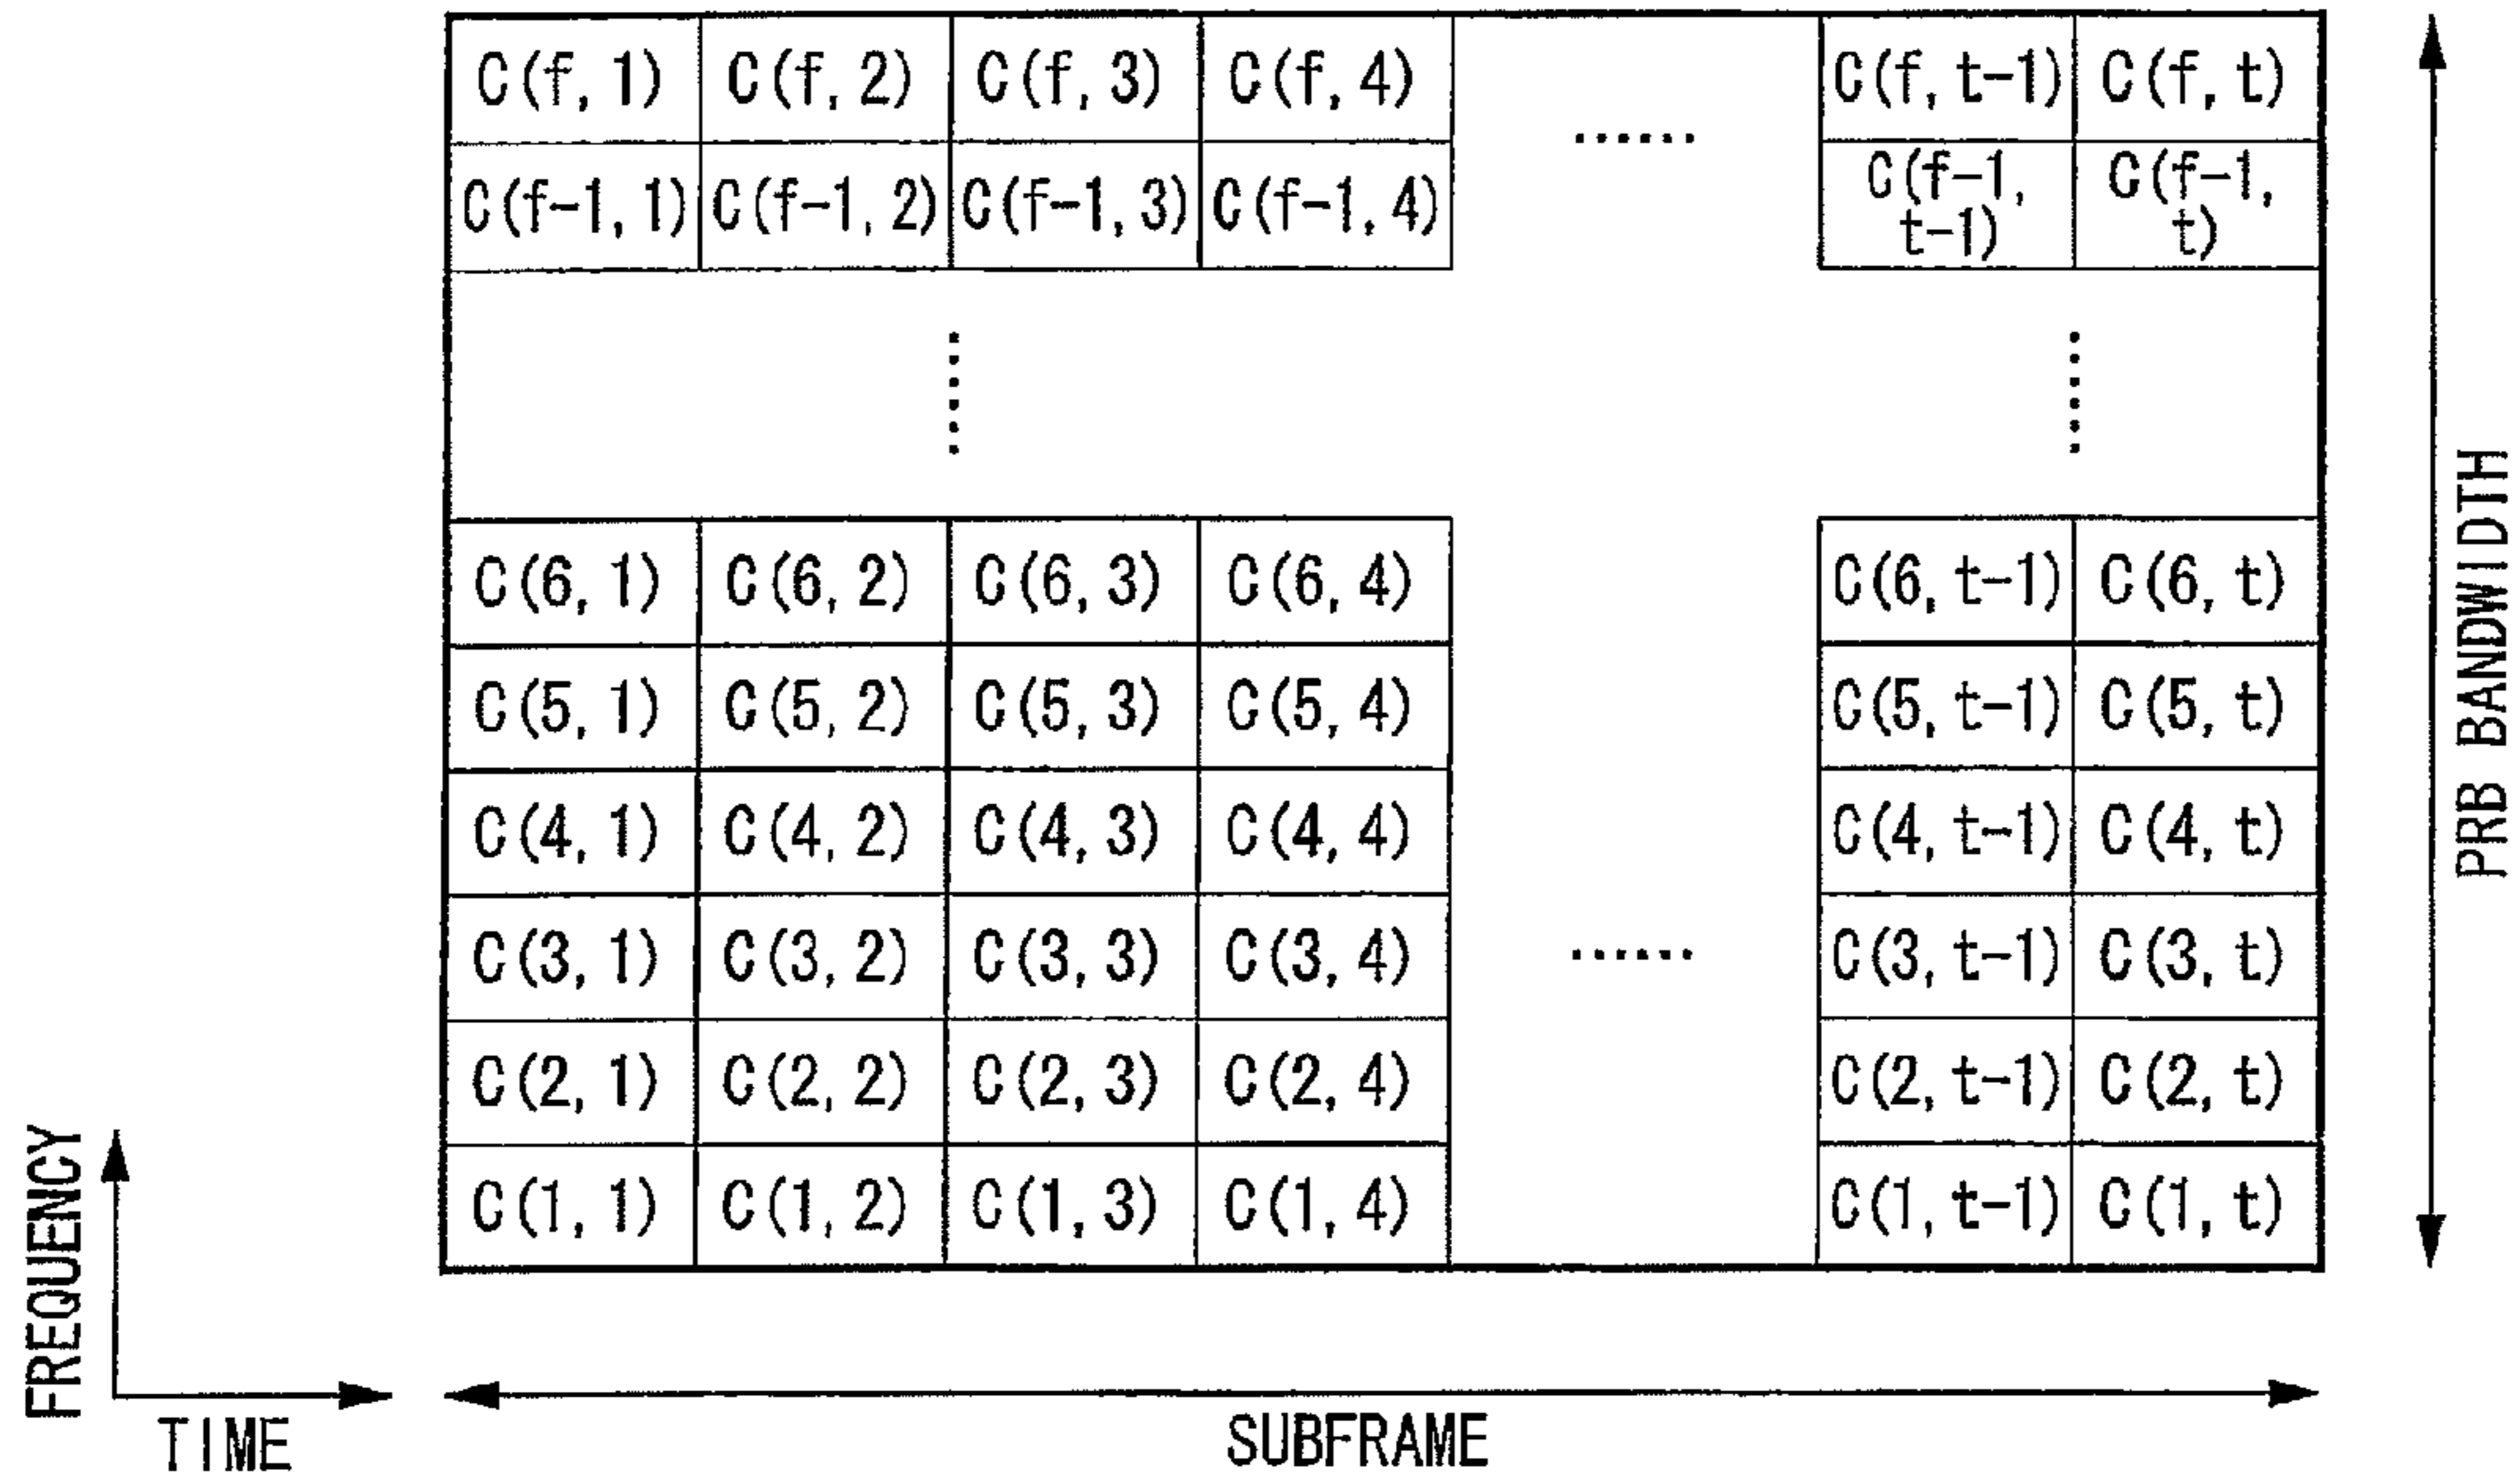 C(f, 1) C(f, 2) C(f, 3) C(f, 4) ...... C(f, t-1) C(f, t)
C(f-1, 1) C(f-1, 2) C(f-1, 3) C(f-1, 4) C(f-1, t-1) C(f-1, t)
C(6, 1) C(6, 2) C(6, 3) C(6, 4) C(6, t-1) C(6, t)
C(5, 1) C(5, 2) C(5, 3) C(5, 4) C(5, t-1) C(5, t)
C(4, 1) C(4, 2) C(4, 3) C(4, 4) C(4, t-1) C(4, t)
C(3, 1) C(3, 2) C(3, 3) C(3, 4) ...... C(3, t-1) C(3, t)
C(2, 1) C(2, 2) C(2, 3) C(2, 4) C(2, t-1) C(2, t)
C(1, 1) C(1, 2) C(1, 3) C(1, 4) C(1, t-1) C(1, t)
PRB BANDWIDTH
FREQUENCY
TIME
SUBFRAME